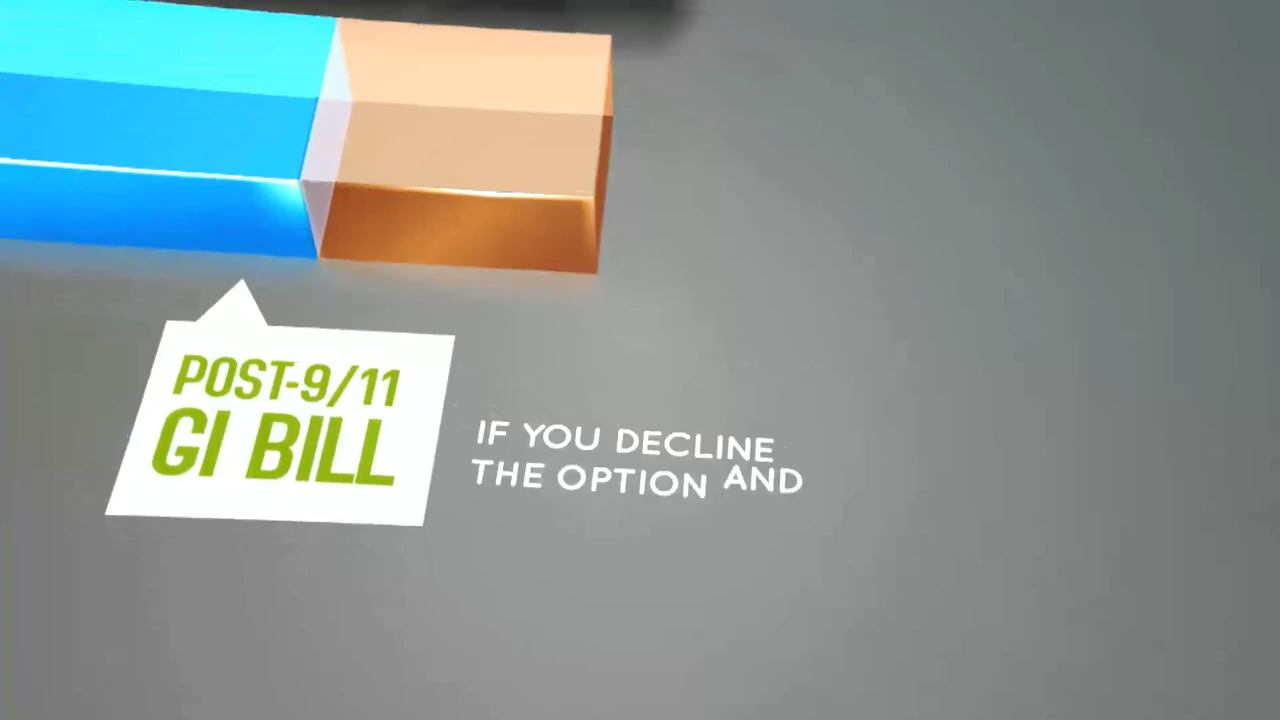 POST-9/11
GI BILL
IF YOU DECLINE
THE OPTION AND